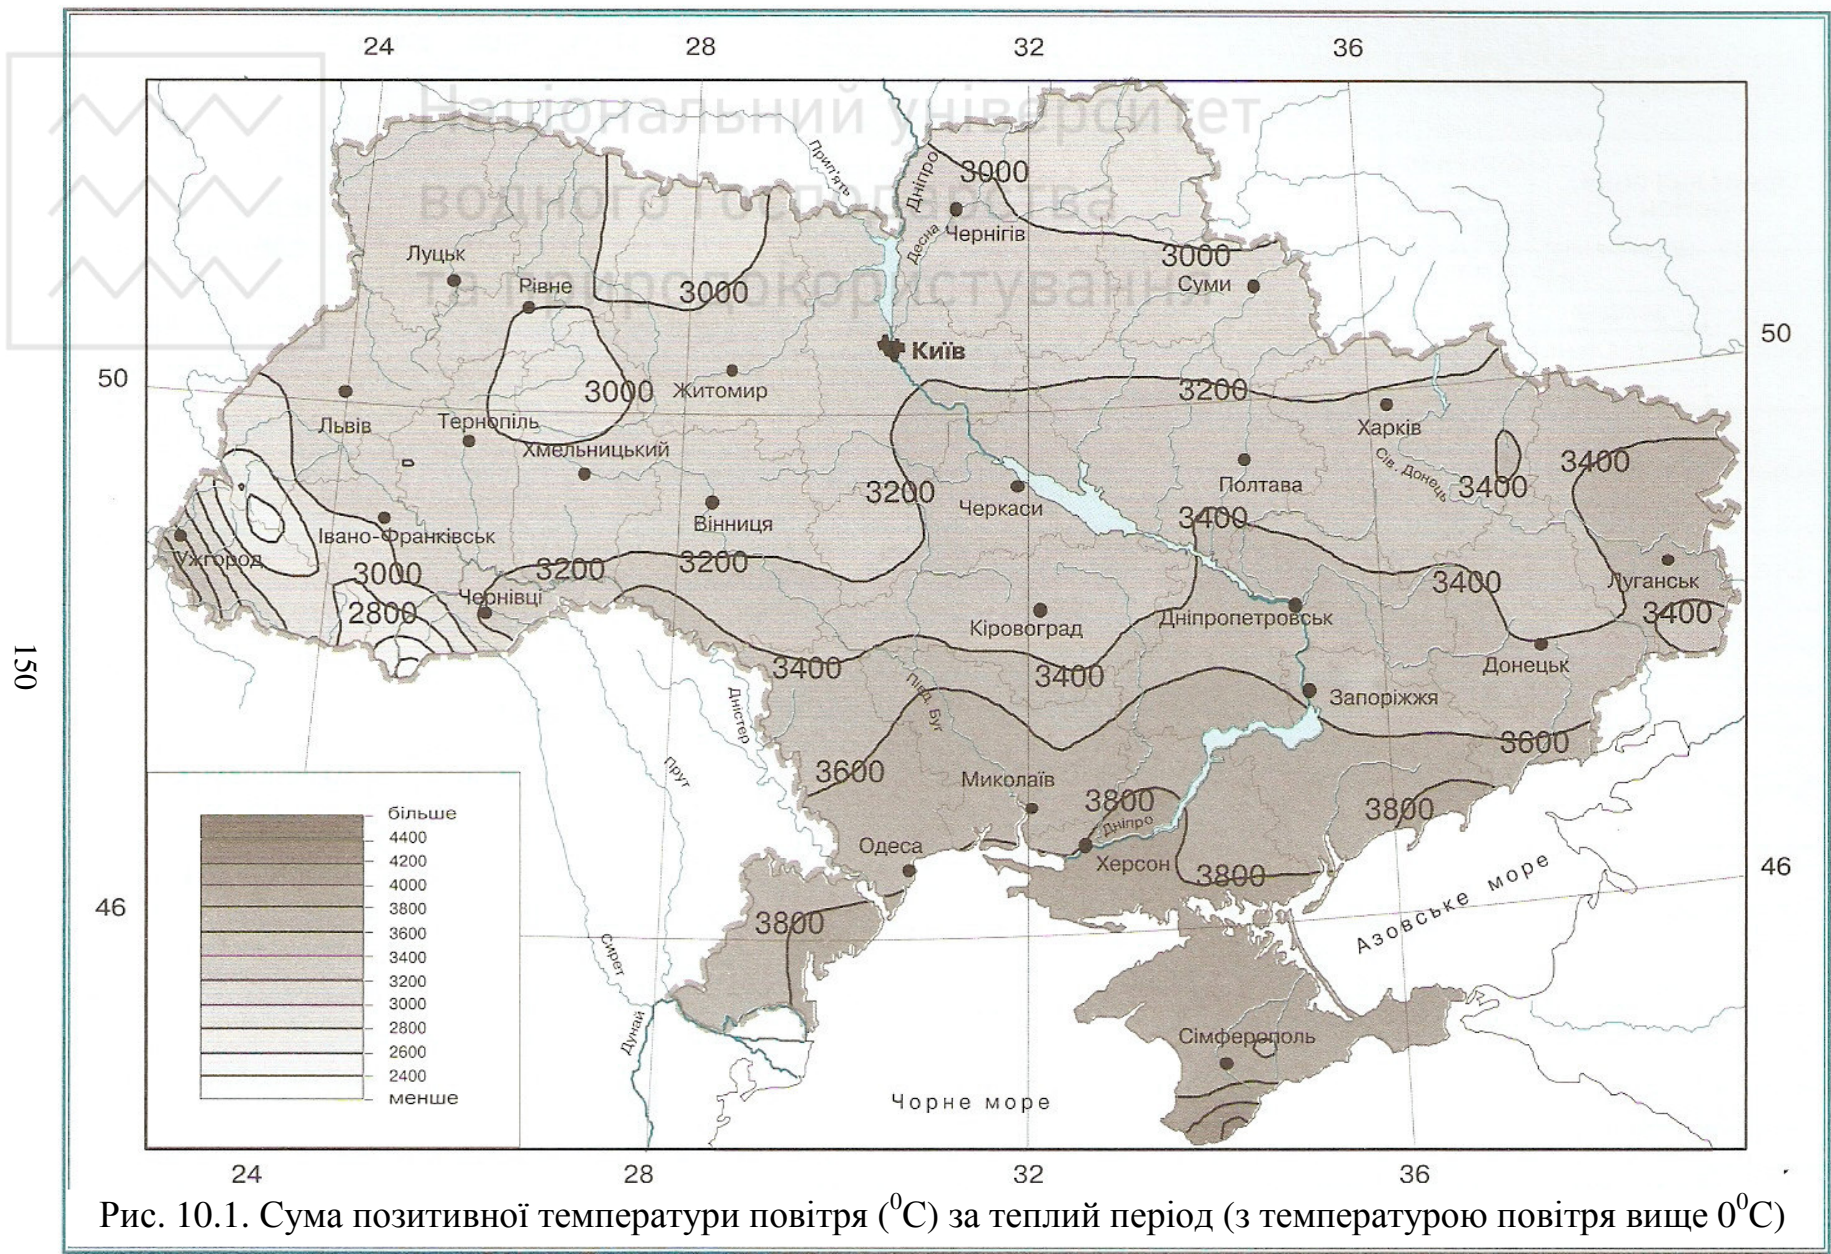 24 28 32 36
Національний університет
водного господарства
та природокористування
Прип'ять
Дніпро
3000
Десна
Чернігів
3000
Суми
Луцьк
Рівне
3000
50
Київ
50
3000
Житомир
3200
Львів
Тернопіль
Хмельницький
Харків
Сів. Донець
3400
3400
Полтава
3200
Черкаси
Вінниця
3400
Івано-Франківськ
Ужгород
3000
3200
3200
3400
Луганськ
Чернівці
2800
Кіровоград
Дніпропетровськ
3400
Донецьк
3400
3400
150
Півд. Буг
Дністер
Запоріжжя
3600
Прут
3600
Миколаїв
3800
Дніпро
3800
Одеса
Херсон
3800
46
46
Азовське море
3800
Сирет
Дунай
Сімферополь
Чорне море
більше
4400
4200
4000
3800
3600
3400
3200
3000
2800
2600
2400
менше
24 28 32 36
Рис. 10.1. Сума позитивної температури повітря (⁰С) за теплий період (з температурою повітря вище 0⁰С)